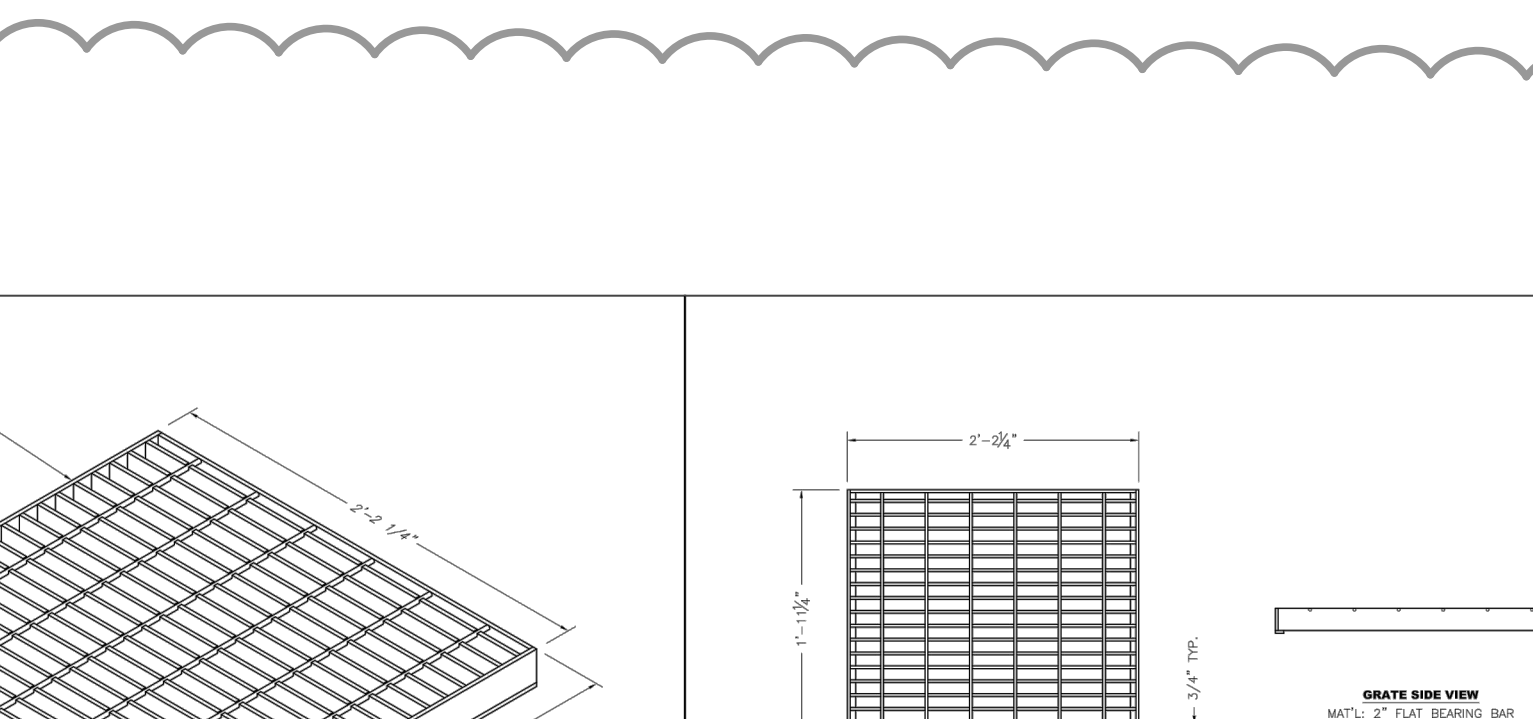 2'-2 1/4"
2'-2¼"
1'-11¼"
3/4" TYP.
GRATE SIDE VIEW
MAT'L: 2" FLAT BEARING BAR